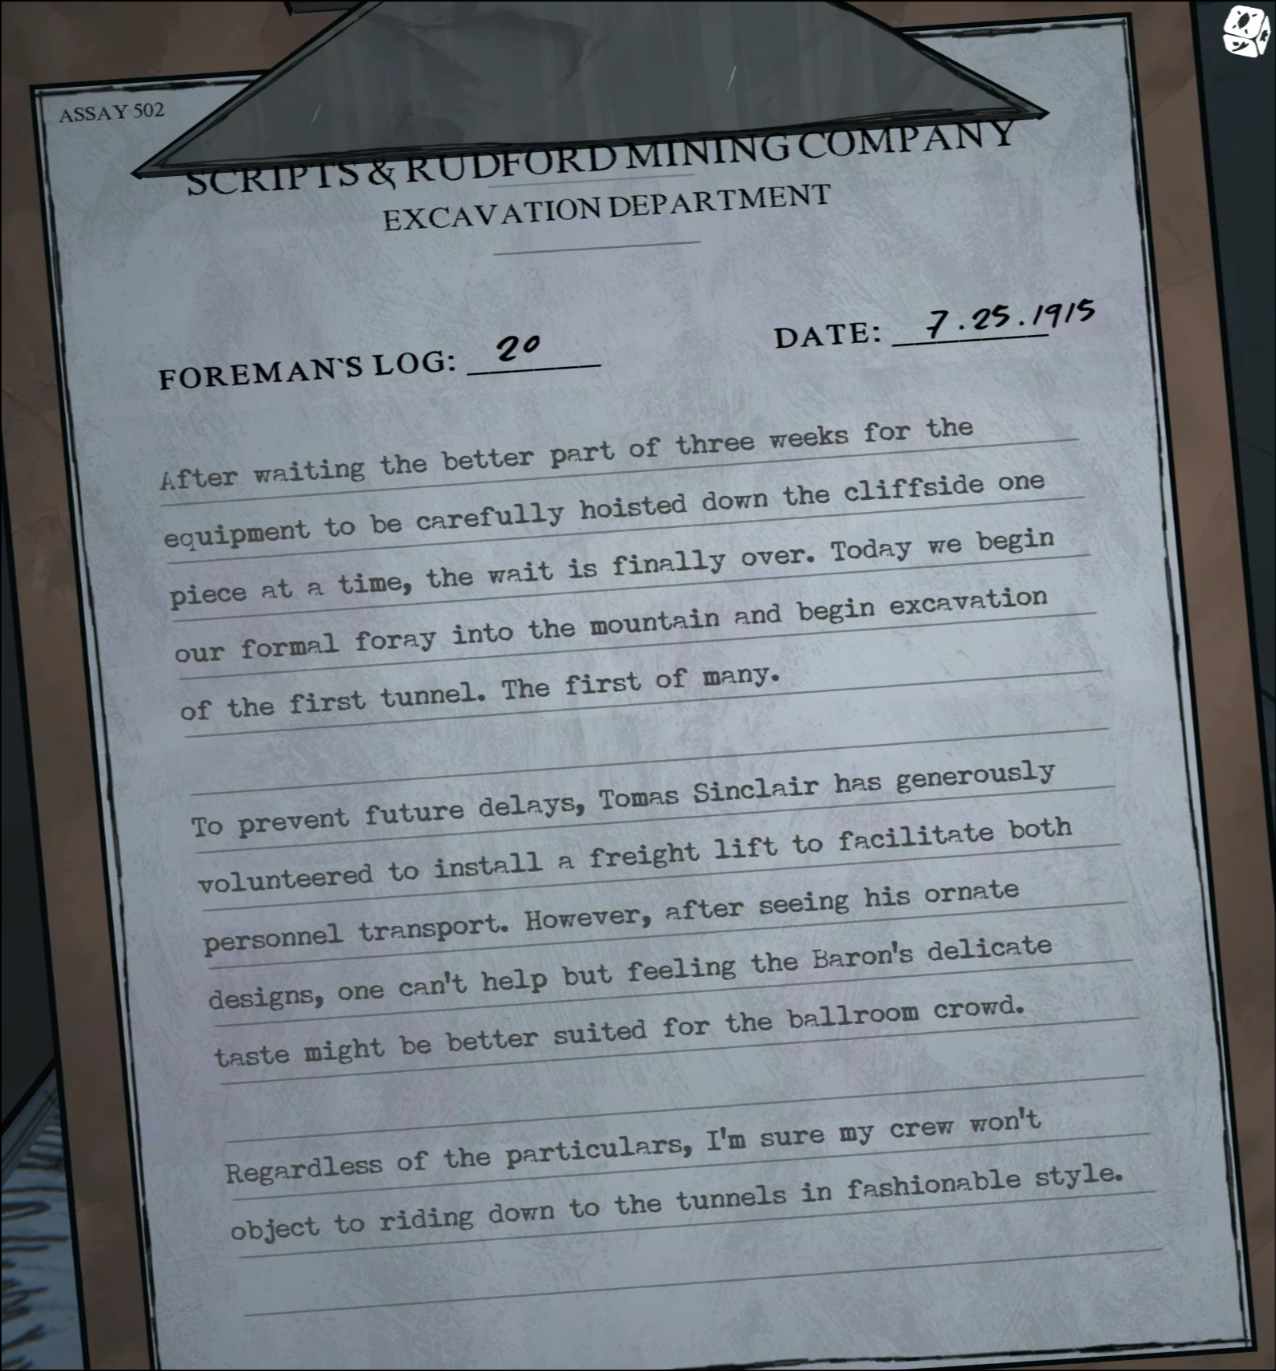 ASSAY 502
SCRIPTS & RUDFORD MINING COMPANY
EXCAVATION DEPARTMENT
FOREMAN'S LOG: 20
DATE: 7.25.1915
After waiting the better part of three weeks for the
equipment to be carefully hoisted down the cliffside one
piece at a time, the wait is finally over. Today we begin
our formal foray into the mountain and begin excavation
of the first tunnel. The first of many.
To prevent future delays, Tomas Sinclair has generously
volunteered to install a freight lift to facilitate both
personnel transport. However, after seeing his ornate
designs, one can't help but feeling the Baron's delicate
taste might be better suited for the ballroom crowd.
Regardless of the particulars, I'm sure my crew won't
object to riding down to the tunnels in fashionable style.